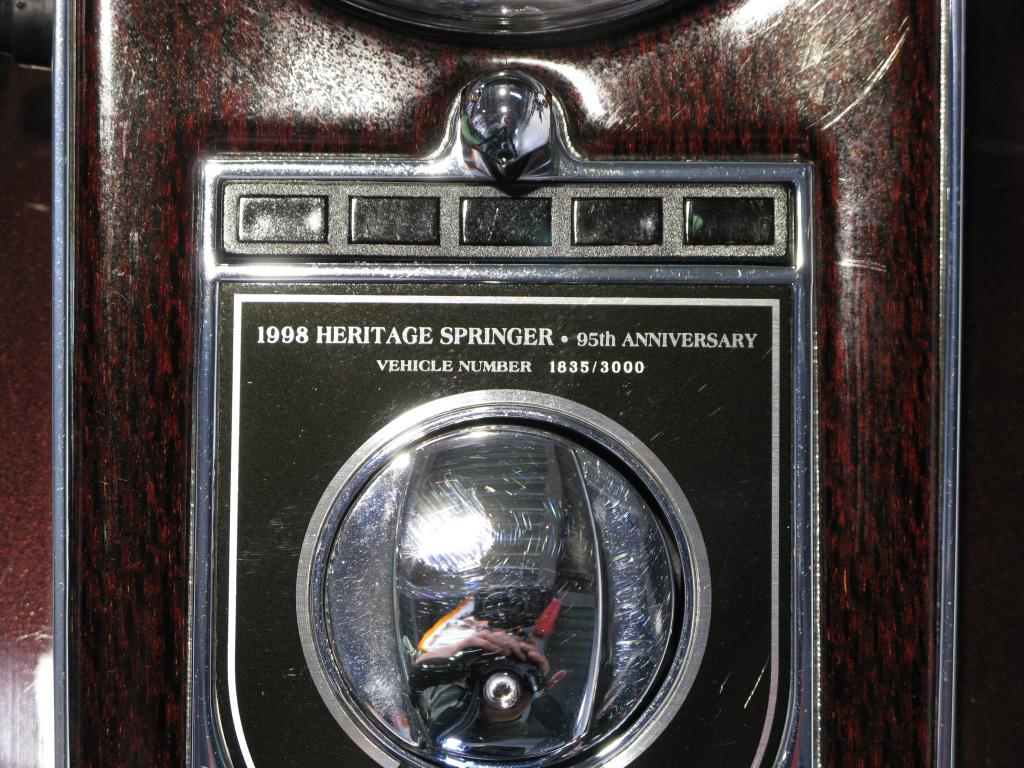 1998 HERITAGE SPRINGER • 95th ANNIVERSARY
VEHICLE NUMBER 1835/3000